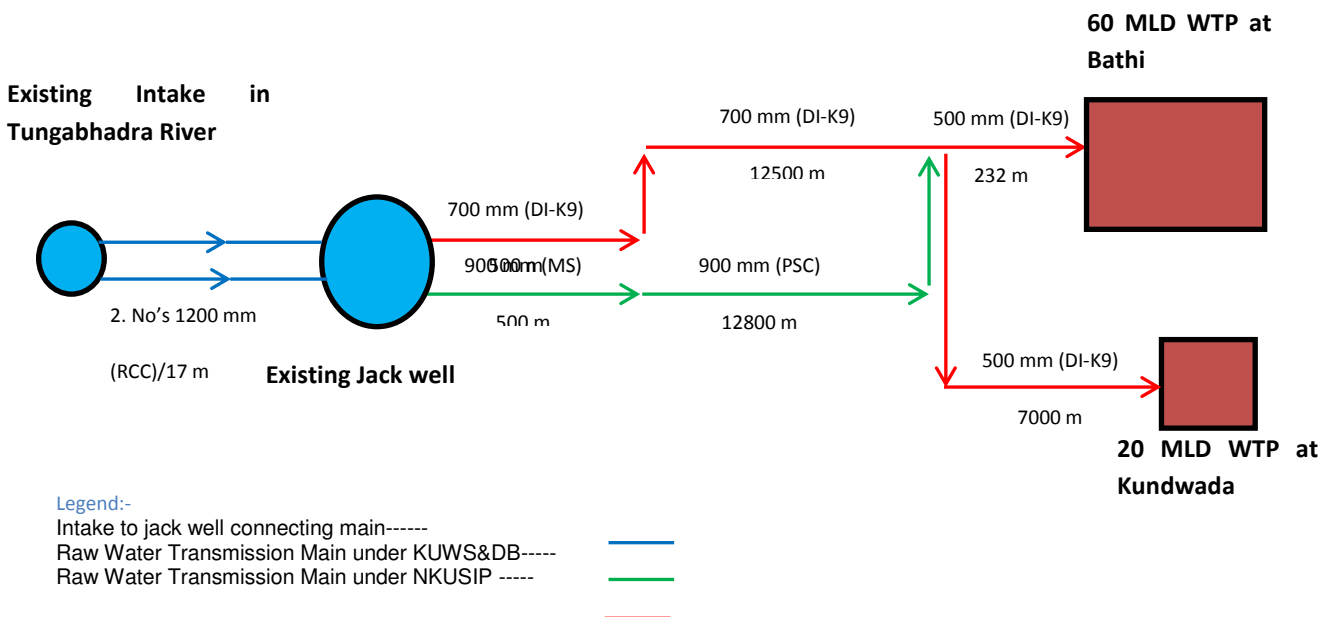 60 MLD WTP at
Bathi
Existing Intake in
Tungabhadra River
700 mm (DI-K9)
500 mm (DI-K9)
12500 m
232 m
700 mm (DI-K9)
900 mm (MS)
900 mm (PSC)
500 m
12800 m
2. No's 1200 mm
(RCC)/17 m
Existing Jack well
500 mm (DI-K9)
7000 m
20 MLD WTP at
Kundwada
Legend:-
Intake to jack well connecting main------
Raw Water Transmission Main under KUWS&DB-----
Raw Water Transmission Main under NKUSIP -----